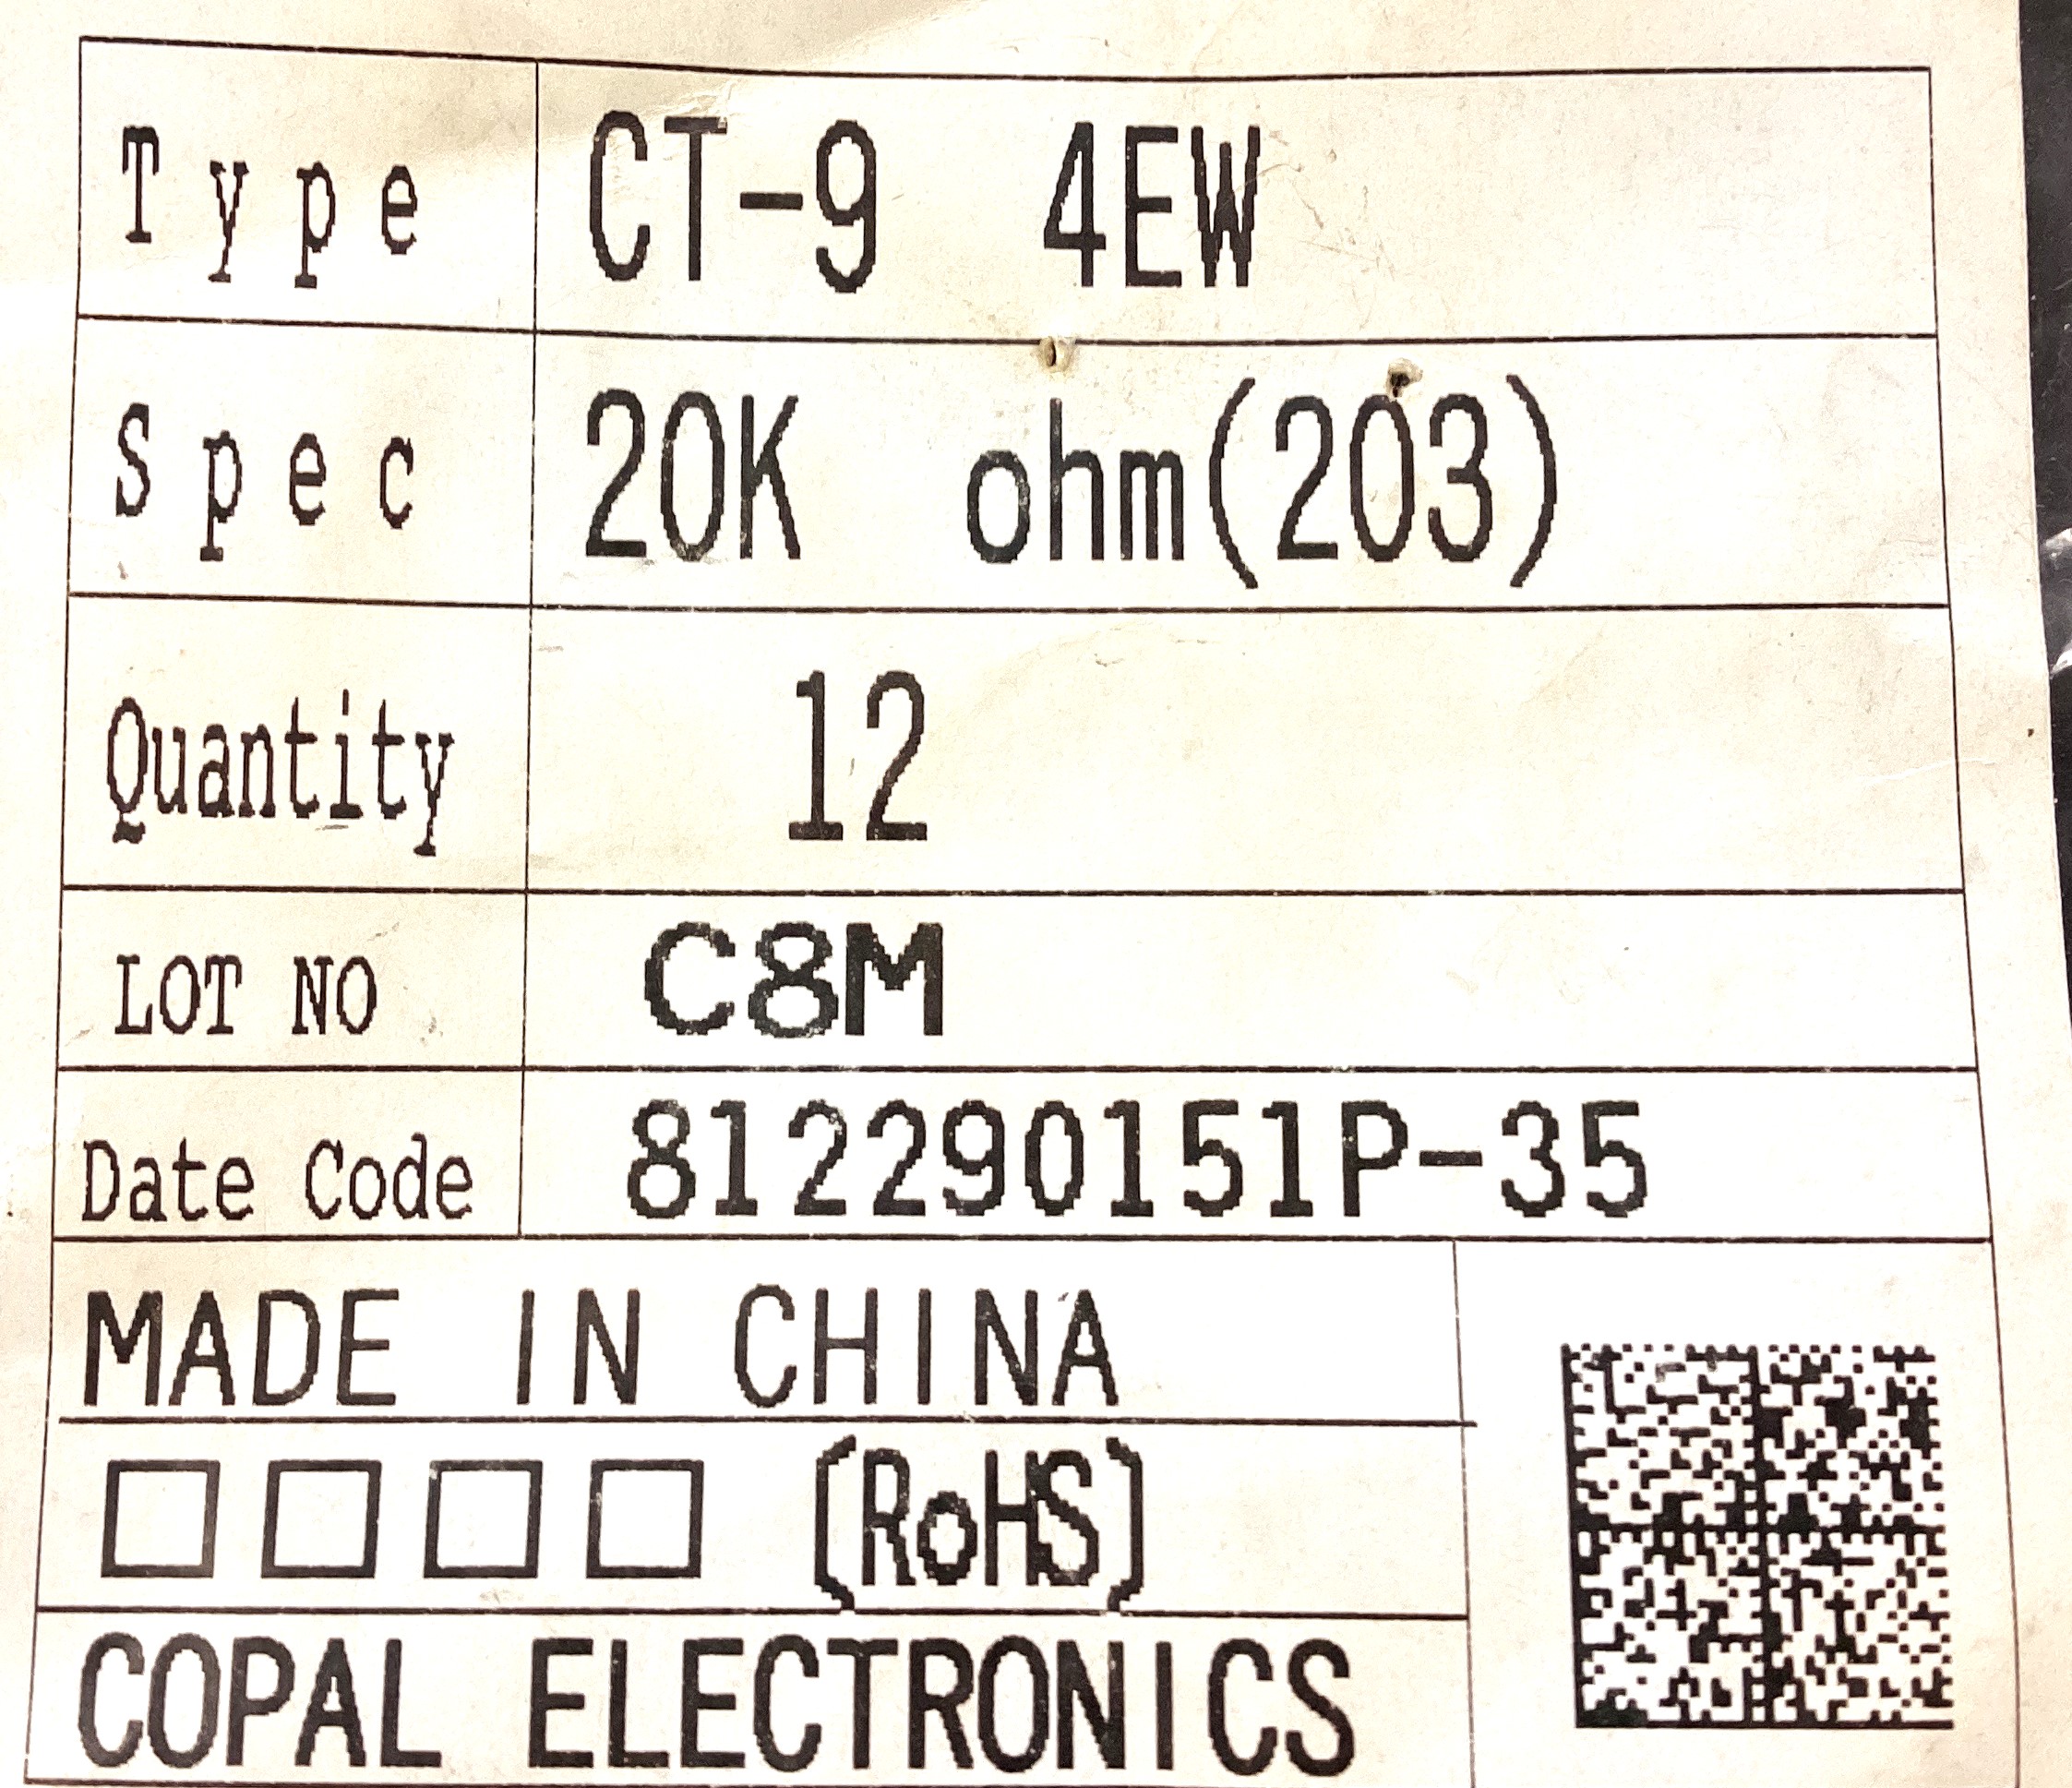 Type CT-9 4EW
Spec 20K ohm(203)
Quantity 12
LOT NO C8M
Date Code 812290151P-35
MADE IN CHINA
□□□□ (RoHS)
COPAL ELECTRONICS